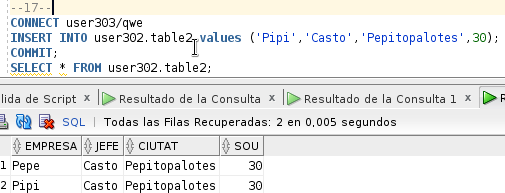 --17--
CONNECT user303/qwe
INSERT INTO user302.table2 values ('Pipi','Casto','Pepitopalotes',30);
COMMIT;
SELECT * FROM user302.table2;
lida de Script × Resultado de la Consulta × Resultado de la Consulta 1 ×
SQL | Todas las Filas Recuperadas: 2 en 0,005 segundos
EMPRESA JEFE CIUTAT SOU
1 Pepe Casto Pepitopalotes 30
2 Pipi Casto Pepitopalotes 30